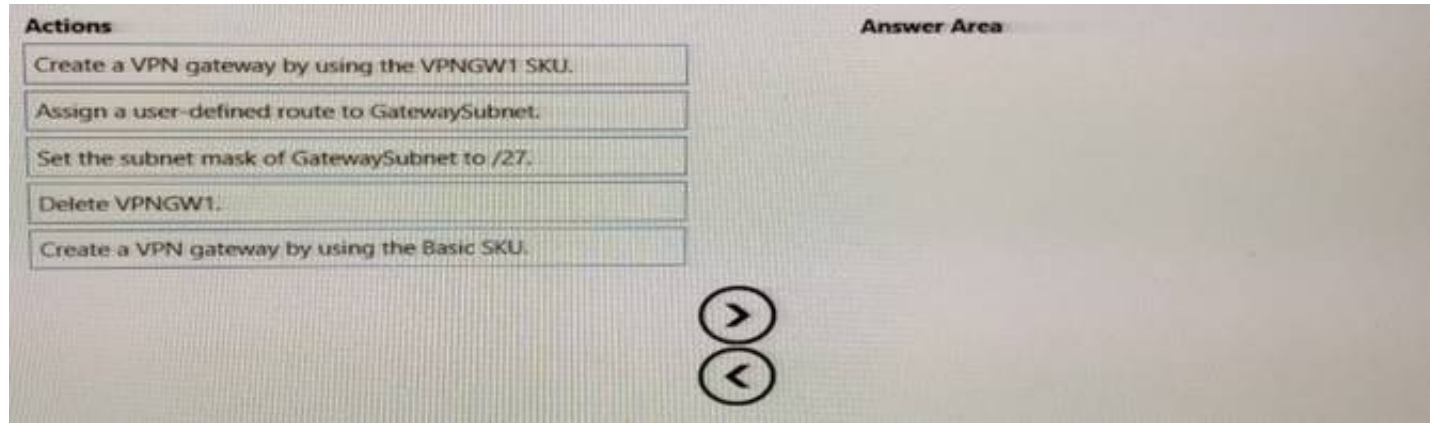 Actions
Answer Area
Create a VPN gateway by using the VPNGW1 SKU.
Assign a user-defined route to GatewaySubnet.
Set the subnet mask of GatewaySubnet to /27.
Delete VPNGW1.
Create a VPN gateway by using the Basic SKU.